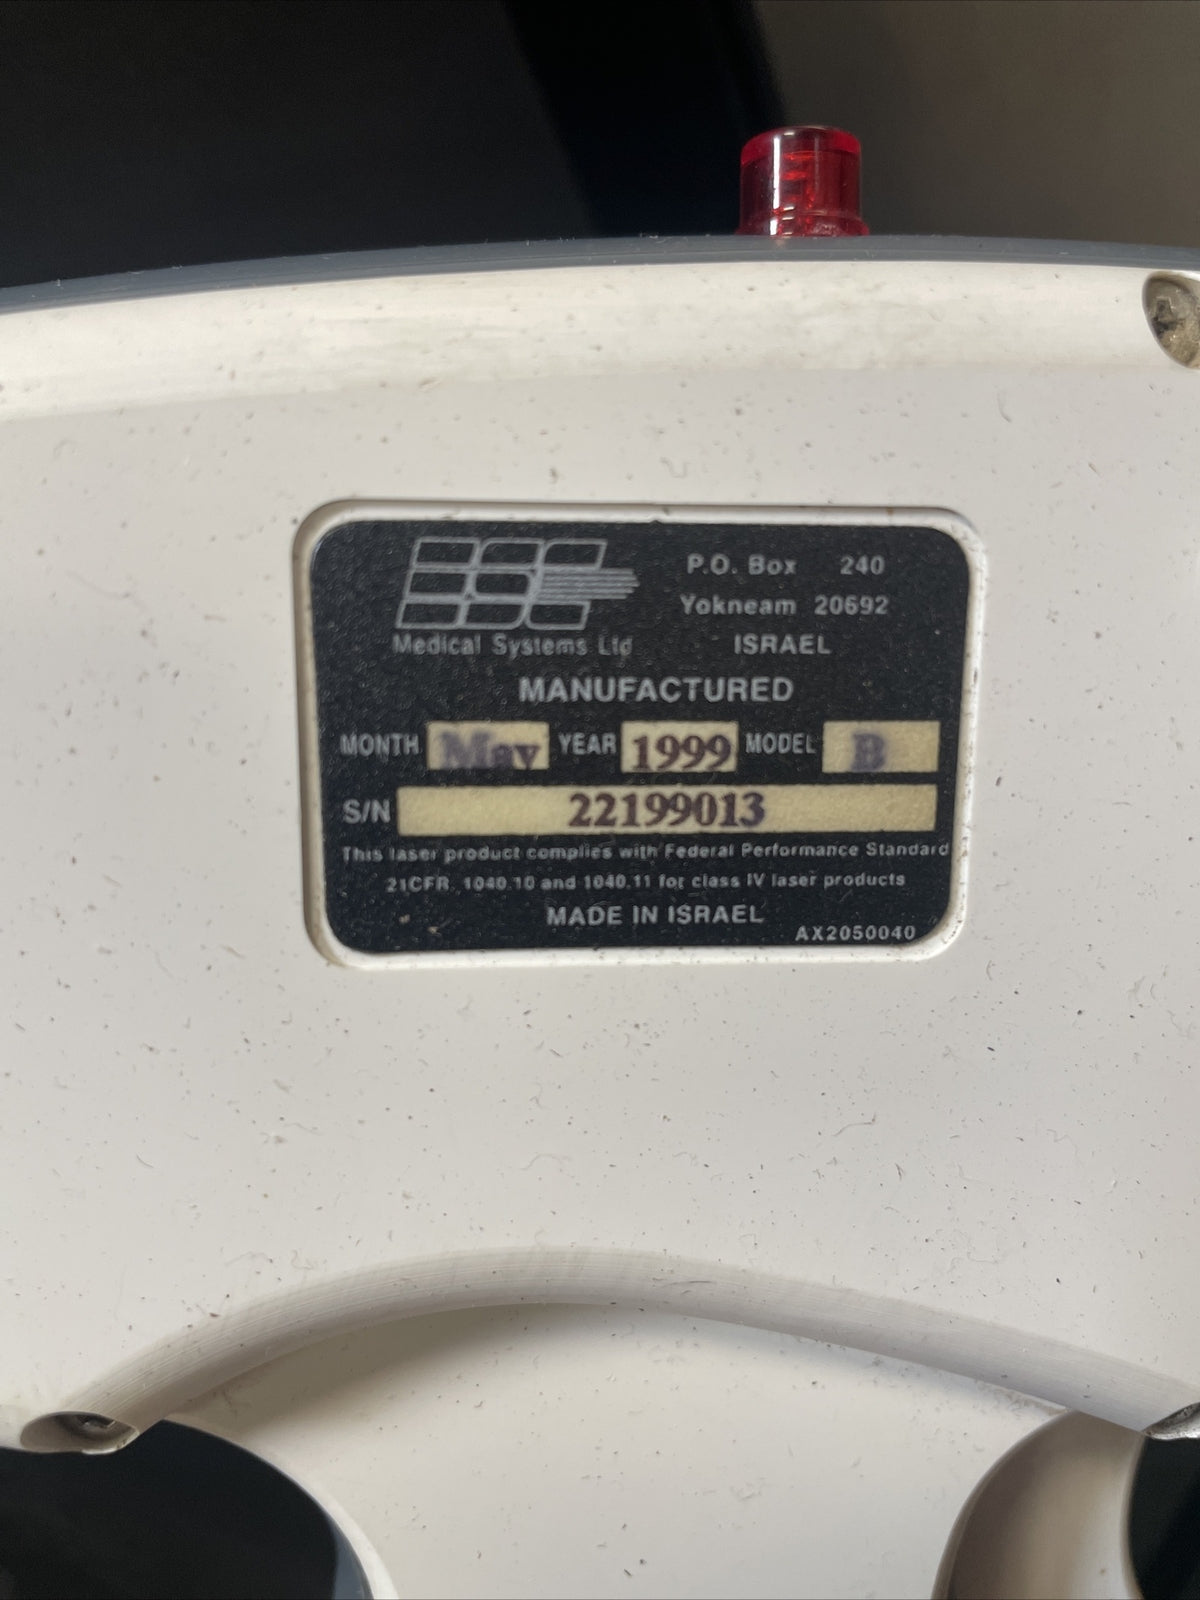 ESC P.O. Box 240
Yokneam 20692
Medical Systems Ltd ISRAEL
MANUFACTURED
MONTH May YEAR 1999 MODEL B
S/N 22199013
This laser product complies with Federal Performance Standard
21CFR 1040.10 and 1040.11 for class IV laser products
MADE IN ISRAEL
AX2050040